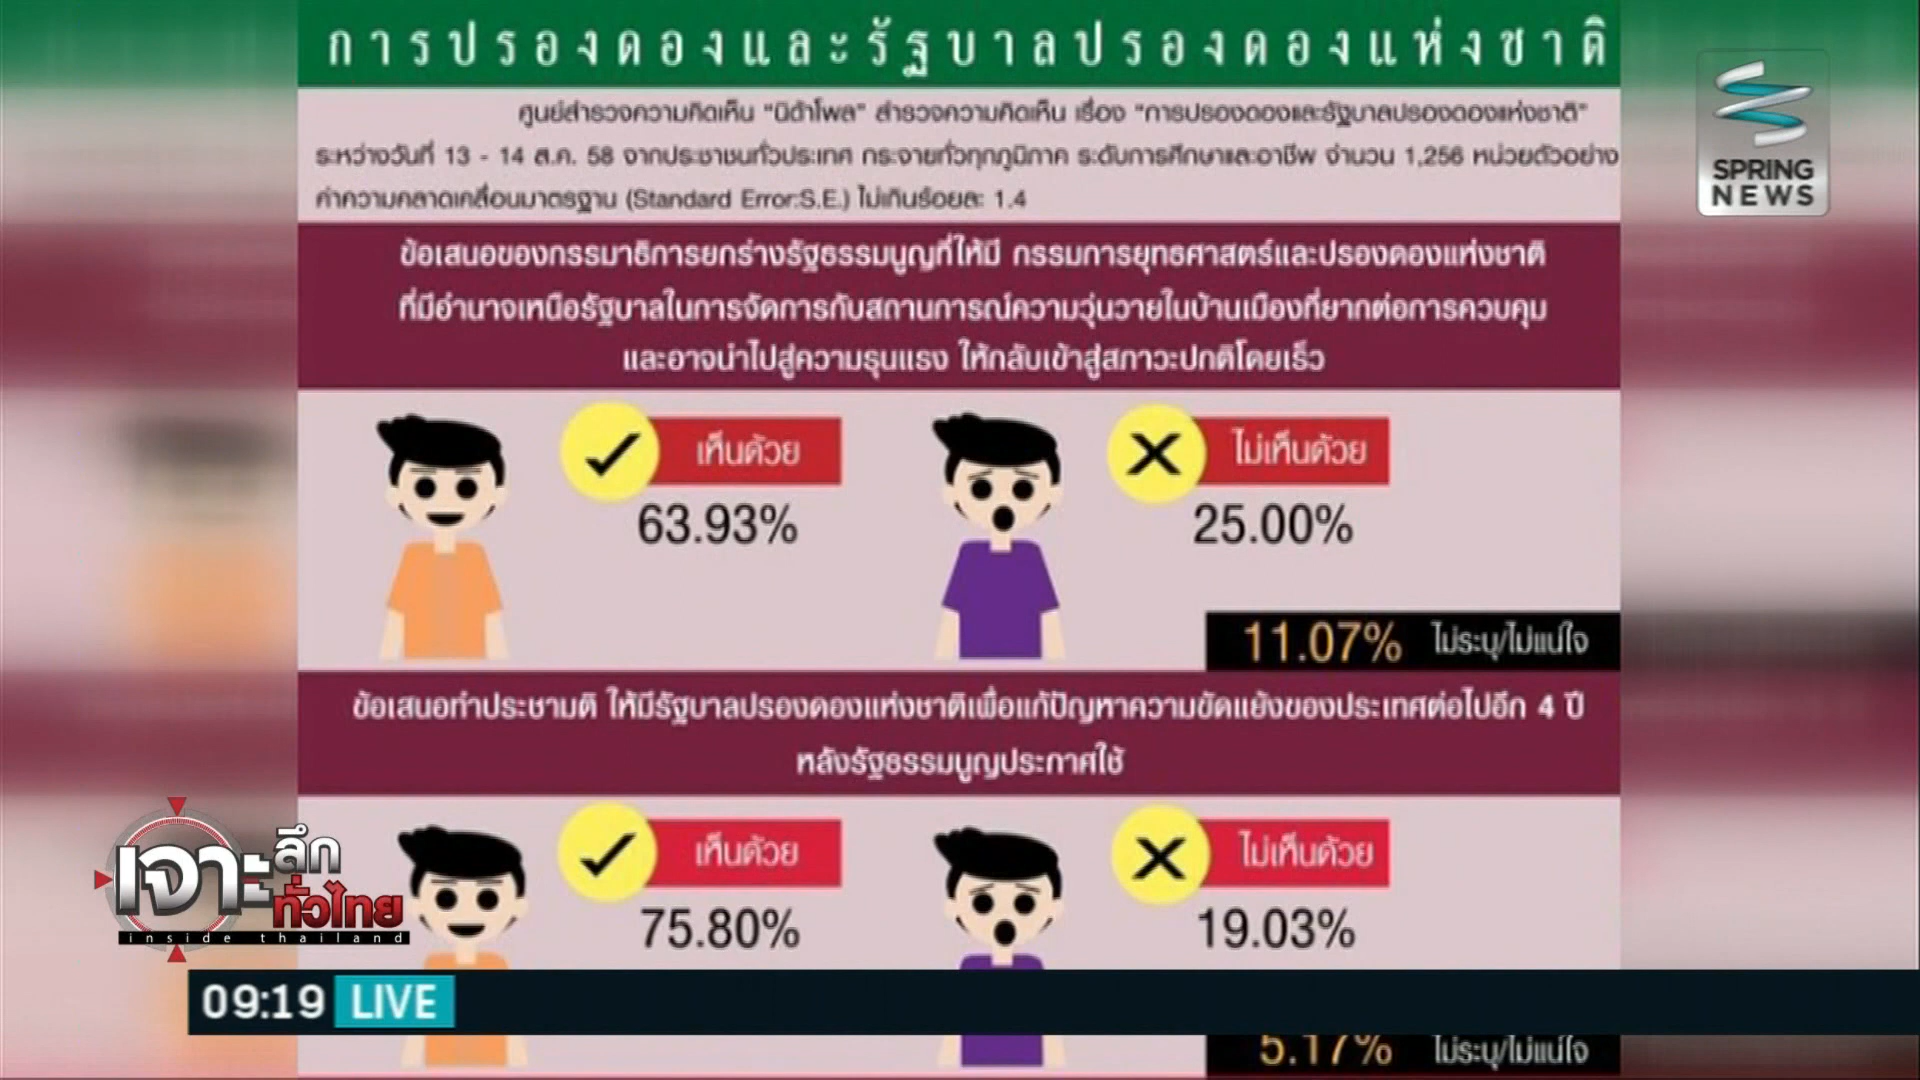 การปรองดองและรัฐบาลปรองดองแห่งชาติ
ศูนย์สำรวจความคิดเห็น “นิด้าโพล” สำรวจความคิดเห็น เรื่อง “การปรองดองและรัฐบาลปรองดองแห่งชาติ”
ระหว่างวันที่ 13 - 14 ส.ค. 58 จากประชาชนทั่วประเทศ กระจายทั่วทุกภูมิภาค ระดับการศึกษาและอาชีพ จำนวน 1,256 หน่วยตัวอย่าง
ค่าความคลาดเคลื่อนมาตรฐาน (Standard Error:S.E.) ไม่เกินร้อยละ 1.4
SPRING
NEWS
ข้อเสนอของกรรมาธิการยกร่างรัฐธรรมนูญที่ให้มี กรรมการยุทธศาสตร์และปรองดองแห่งชาติ
ที่มีอำนาจเหนือรัฐบาลในการจัดการกับสถานการณ์ความวุ่นวายในบ้านเมืองที่ยากต่อการควบคุม
และอาจนำไปสู่ความรุนแรง ให้กลับเข้าสู่สภาวะปกติโดยเร็ว
เห็นด้วย
63.93%
ไม่เห็นด้วย
25.00%
11.07% ไม่ระบุ/ไม่แน่ใจ
ข้อเสนอทำประชามติ ให้มีรัฐบาลปรองดองแห่งชาติเพื่อแก้ปัญหาความขัดแย้งของประเทศต่อไปอีก 4 ปี
หลังรัฐธรรมนูญประกาศใช้
เห็นด้วย
75.80%
ไม่เห็นด้วย
19.03%
เจาะลึก
ทั่วไทย
inside thailand
09:19 LIVE
5.17% ไม่ระบุ/ไม่แน่ใจ